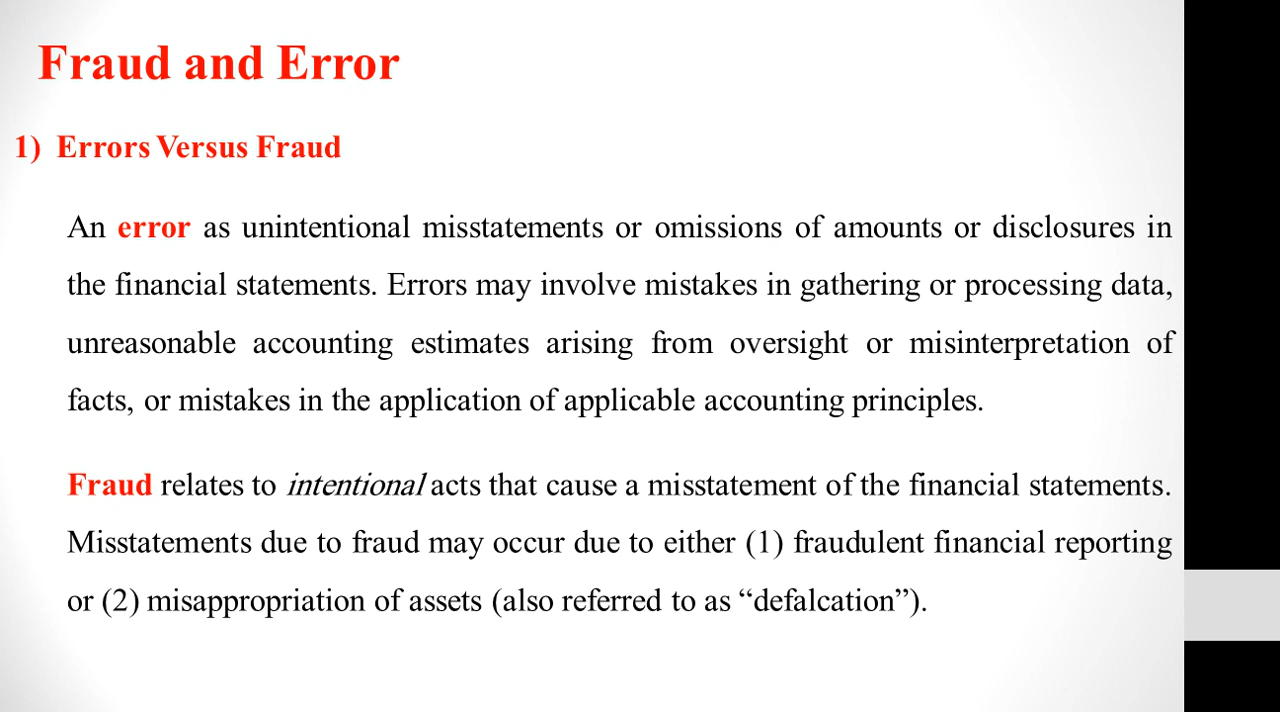 Fraud and Error
1) Errors Versus Fraud
An error as unintentional misstatements or omissions of amounts or disclosures in
the financial statements. Errors may involve mistakes in gathering or processing data,
unreasonable accounting estimates arising from oversight or misinterpretation of
facts, or mistakes in the application of applicable accounting principles.
Fraud relates to intentional acts that cause a misstatement of the financial statements.
Misstatements due to fraud may occur due to either (1) fraudulent financial reporting
or (2) misappropriation of assets (also referred to as “defalcation”).